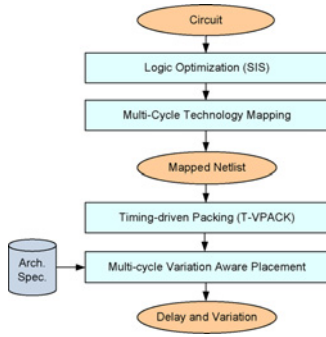 Circuit
Logic Optimization (SIS)
Multi-Cycle Technology Mapping
Mapped Netlist
Timing-driven Packing (T-VPACK)
Arch.
Spec.
Multi-cycle Variation Aware Placement
Delay and Variation